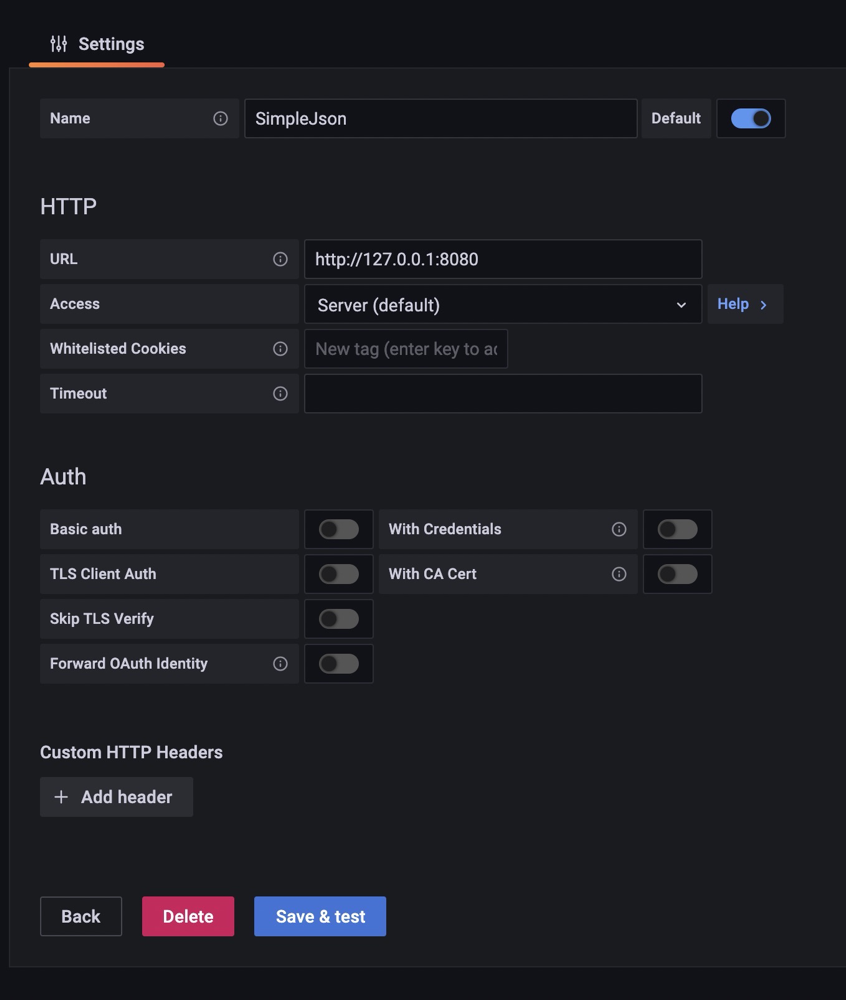 Settings
Name SimpleJson Default
HTTP
URL http://127.0.0.1:8080
Access Server (default) Help
Whitelisted Cookies New tag (enter key to ac
Timeout
Auth
Basic auth With Credentials
TLS Client Auth With CA Cert
Skip TLS Verify
Forward OAuth Identity
Custom HTTP Headers
+ Add header
Back Delete Save & test